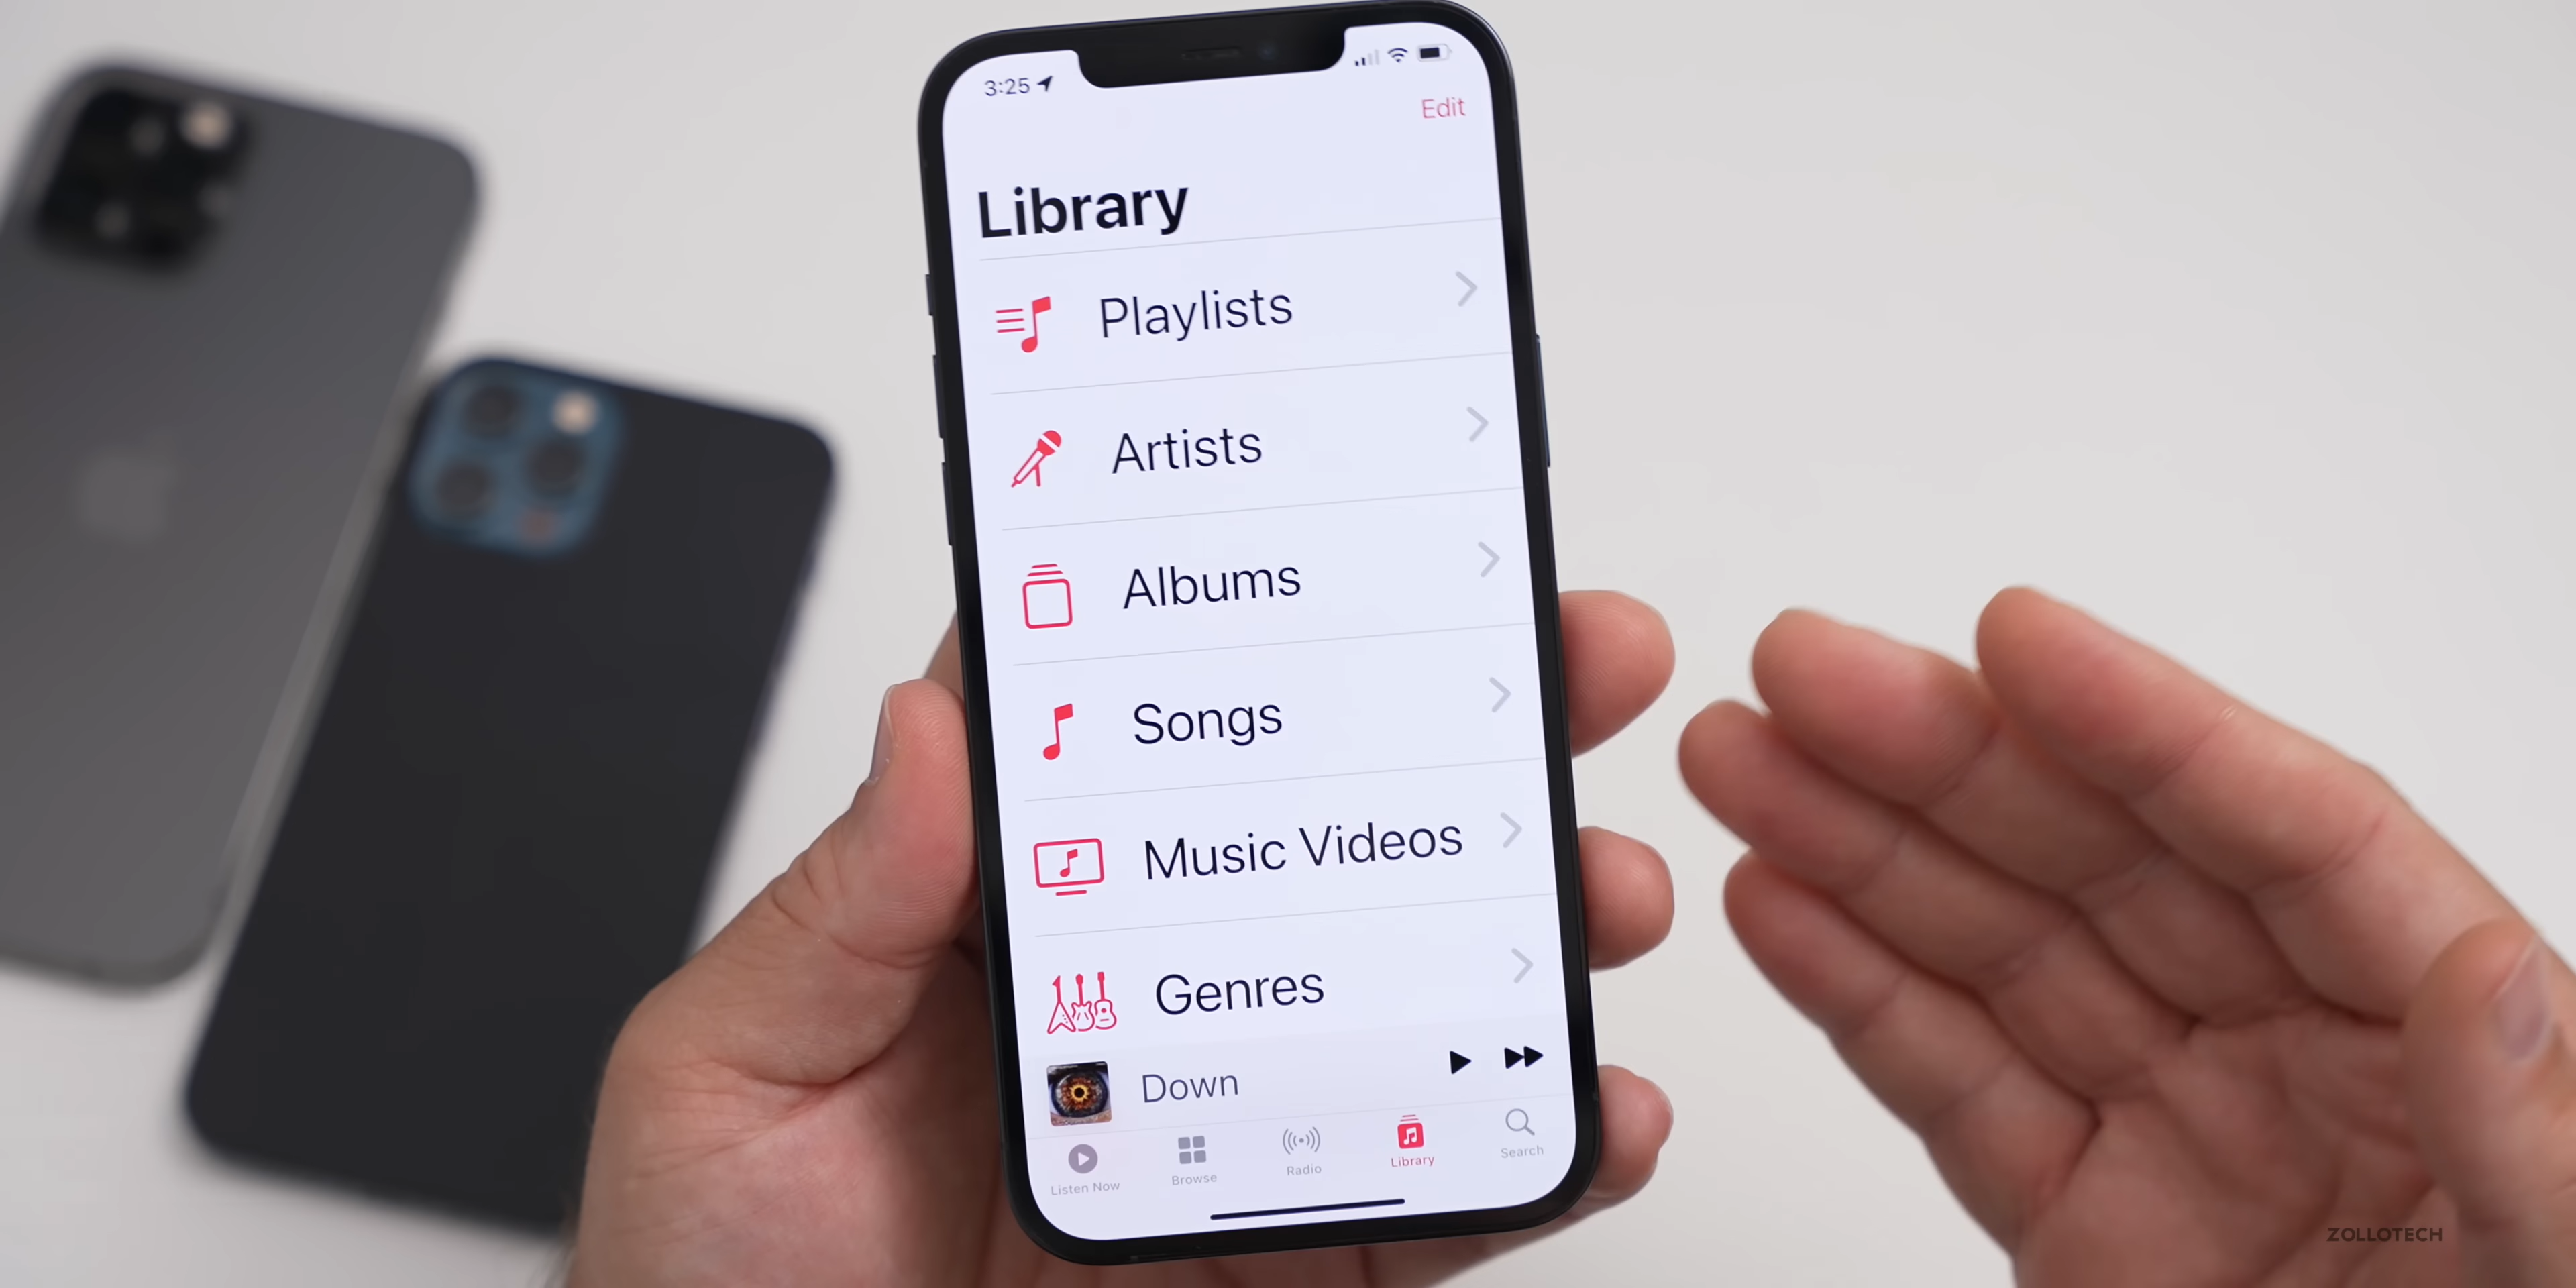 3:25
Edit
Library
Playlists
Artists
Albums
Songs
Music Videos
Genres
Down
Listen Now
Browse
Radio
Library
Search
ZOLLOTECH